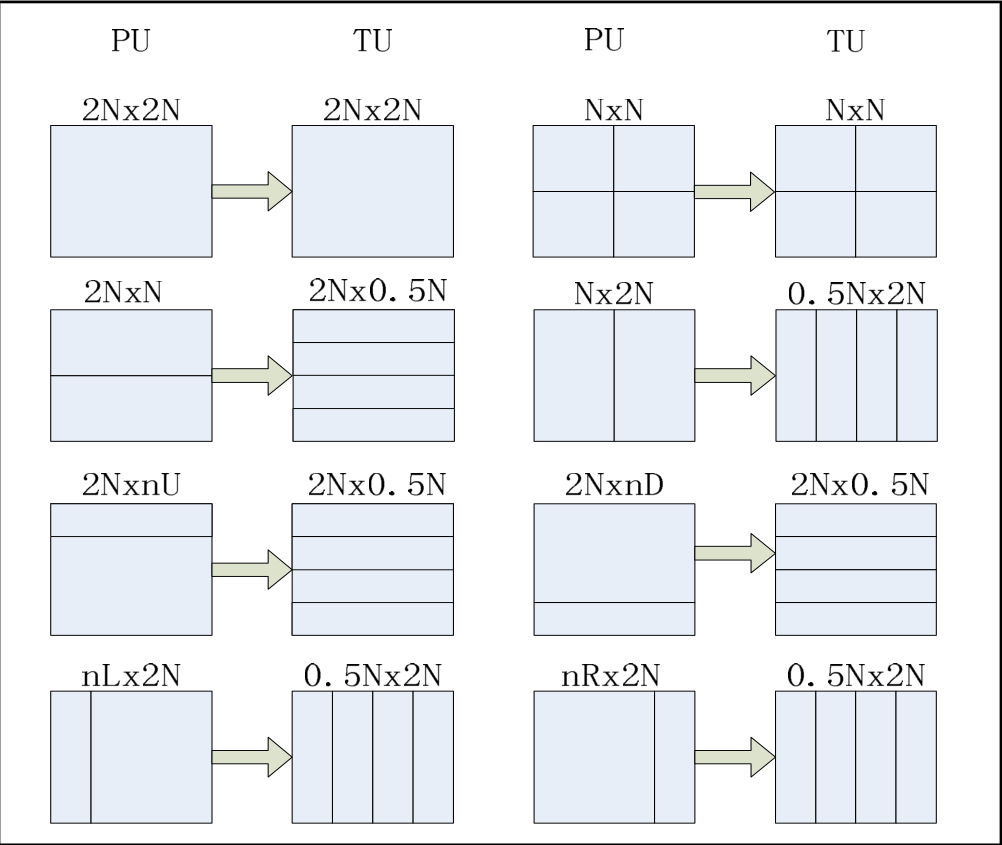 PU TU PU TU
2Nx2N 2Nx2N NxN NxN
2NxN 2Nx0.5N Nx2N 0.5Nx2N
2NxnU 2Nx0.5N 2NxnD 2Nx0.5N
nLx2N 0.5Nx2N nRx2N 0.5Nx2N